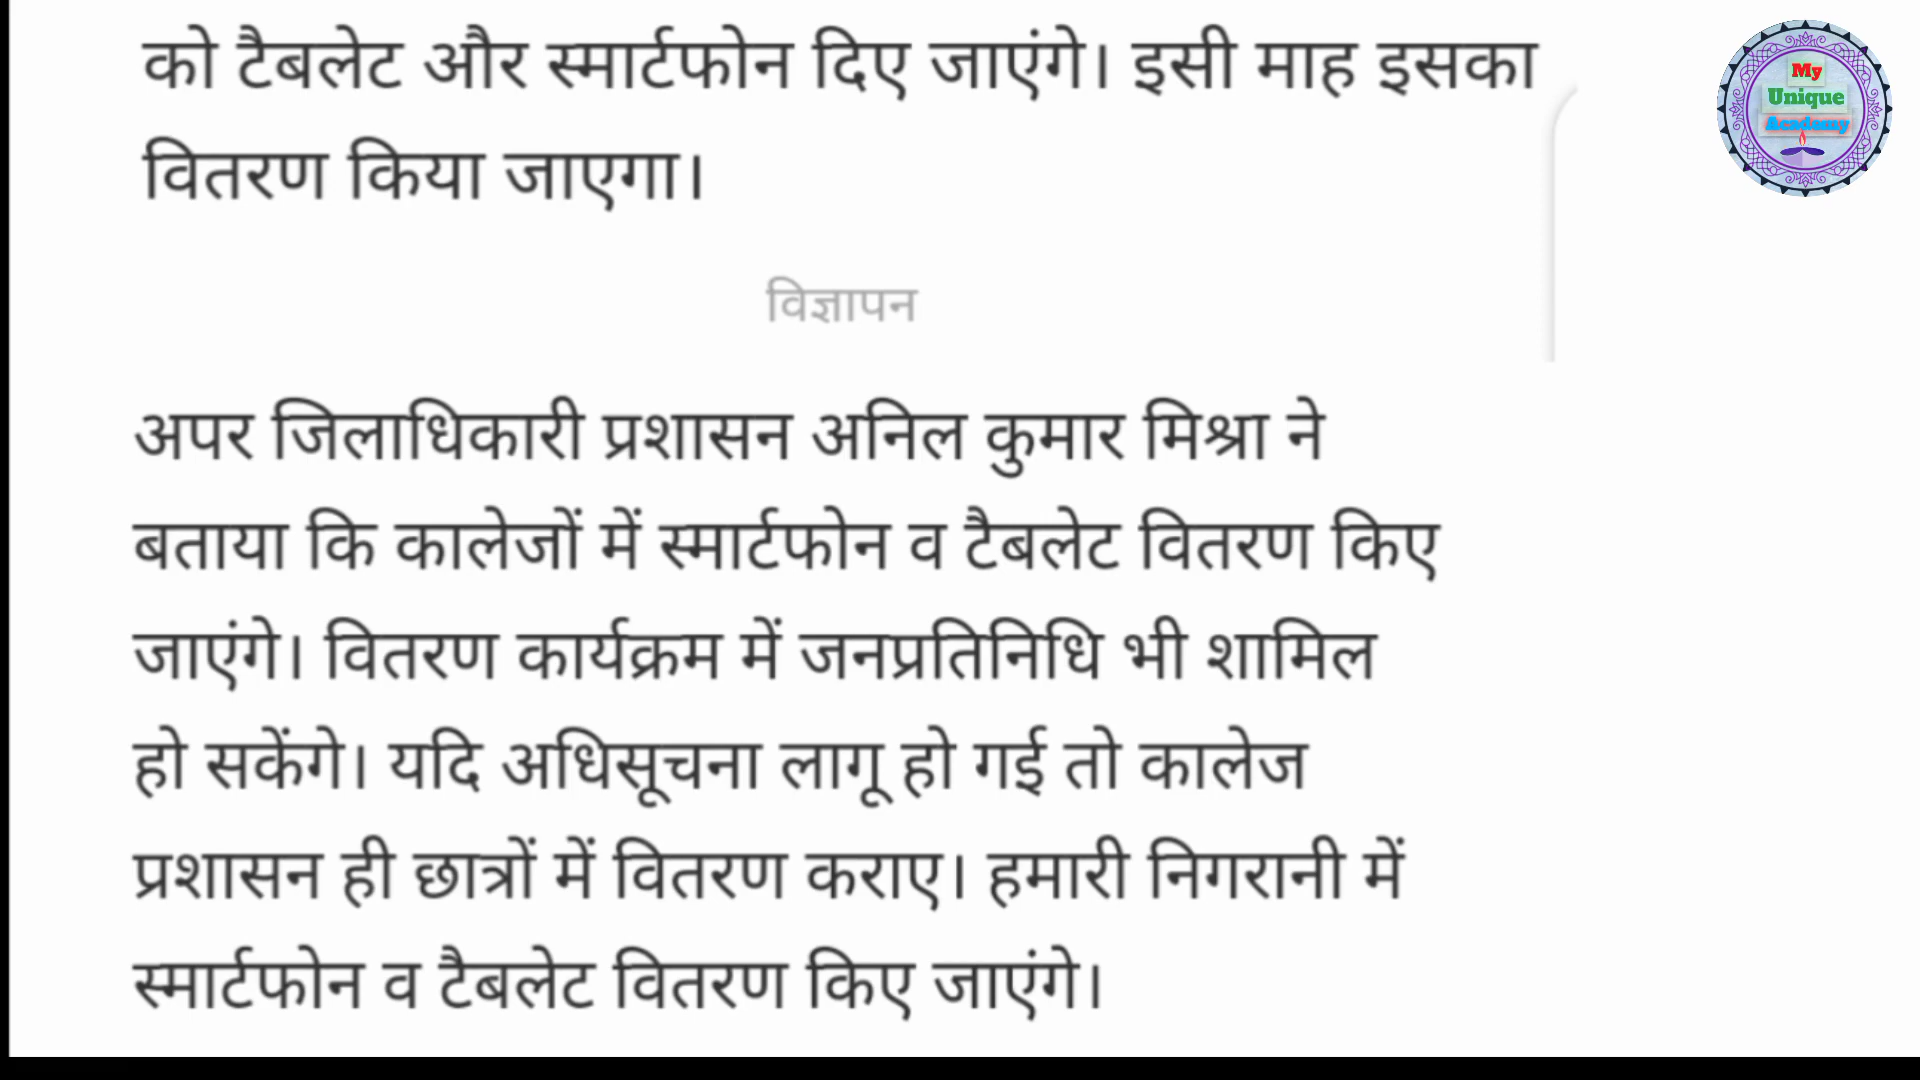 को टैबलेट और स्मार्टफोन दिए जाएंगे। इसी माह इसका
वितरण किया जाएगा।
विज्ञापन
अपर जिलाधिकारी प्रशासन अनिल कुमार मिश्रा ने
बताया कि कालेजों में स्मार्टफोन व टैबलेट वितरण किए
जाएंगे। वितरण कार्यक्रम में जनप्रतिनिधि भी शामिल
हो सकेंगे। यदि अधिसूचना लागू हो गई तो कालेज
प्रशासन ही छात्रों में वितरण कराए। हमारी निगरानी में
स्मार्टफोन व टैबलेट वितरण किए जाएंगे।
My
Unique
Academy